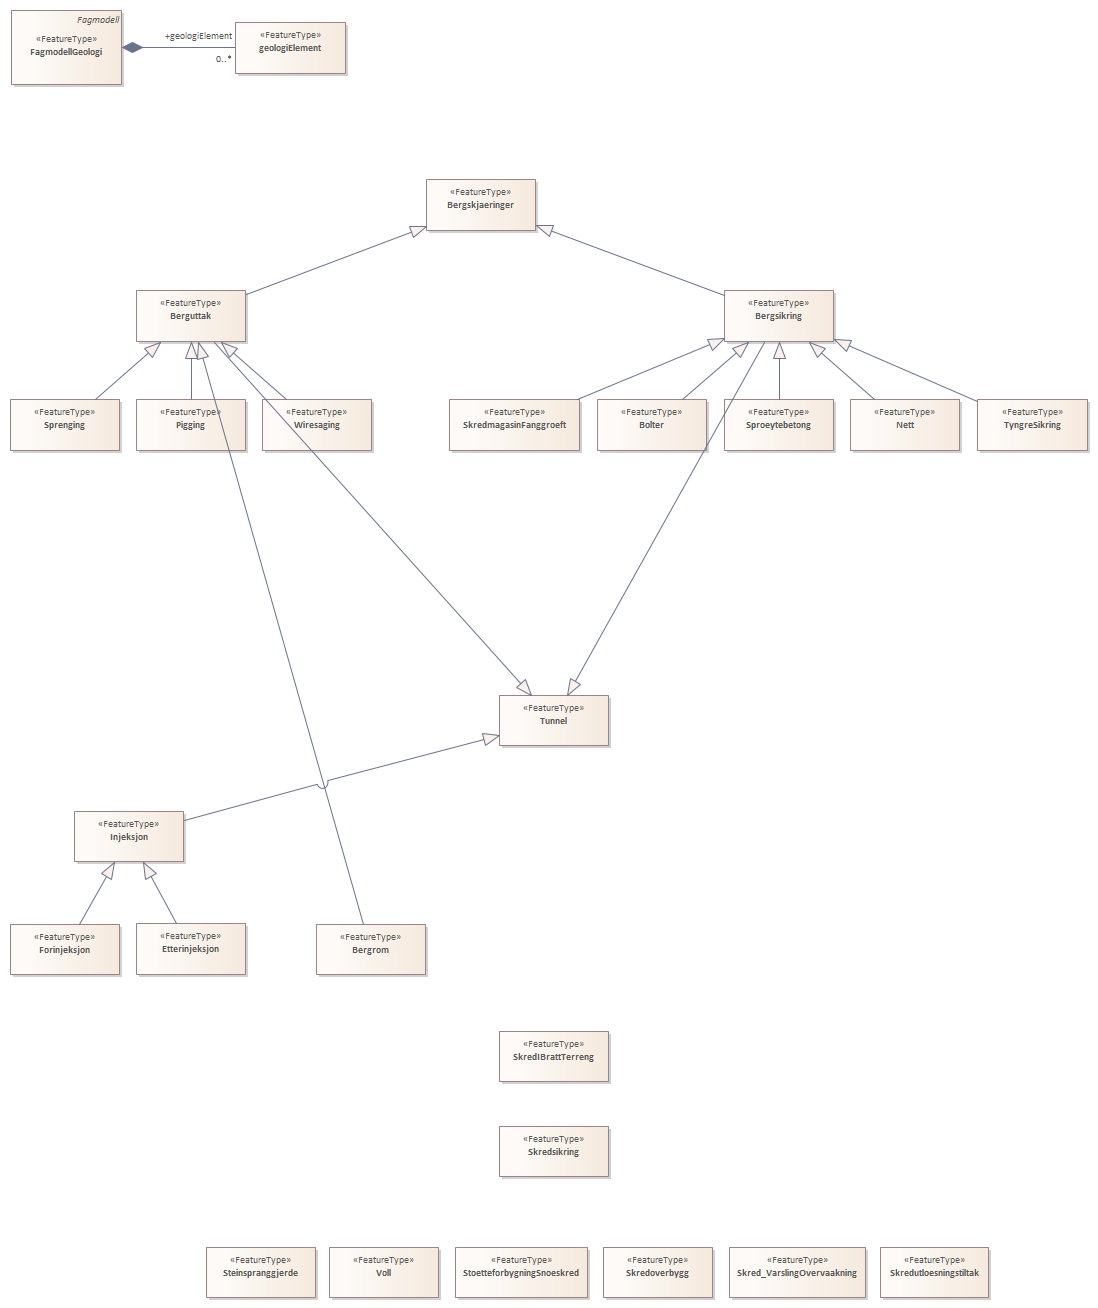 Fagmodell
«FeatureType»
FagmodellGeologi
+geologiElement
0..*
«FeatureType»
geologiElement
«FeatureType»
Bergskjaeringer
«FeatureType»
Berguttak
«FeatureType»
Bergsikring
«FeatureType»
Sprenging
«FeatureType»
Pigging
«FeatureType»
Wiresaging
«FeatureType»
SkredmagasinFanggroeft
«FeatureType»
Bolter
«FeatureType»
Sproeytebetong
«FeatureType»
Nett
«FeatureType»
TyngreSikring
«FeatureType»
Tunnel
«FeatureType»
Injeksjon
«FeatureType»
Forinjeksjon
«FeatureType»
Etterinjeksjon
«FeatureType»
Bergrom
«FeatureType»
SkredIBrattTerreng
«FeatureType»
Skredsikring
«FeatureType»
Steinspranggjerde
«FeatureType»
Voll
«FeatureType»
StoetteforbygningSnoeskred
«FeatureType»
Skredoverbygg
«FeatureType»
Skred_VarslingOvervaakning
«FeatureType»
Skredutloesningstiltak